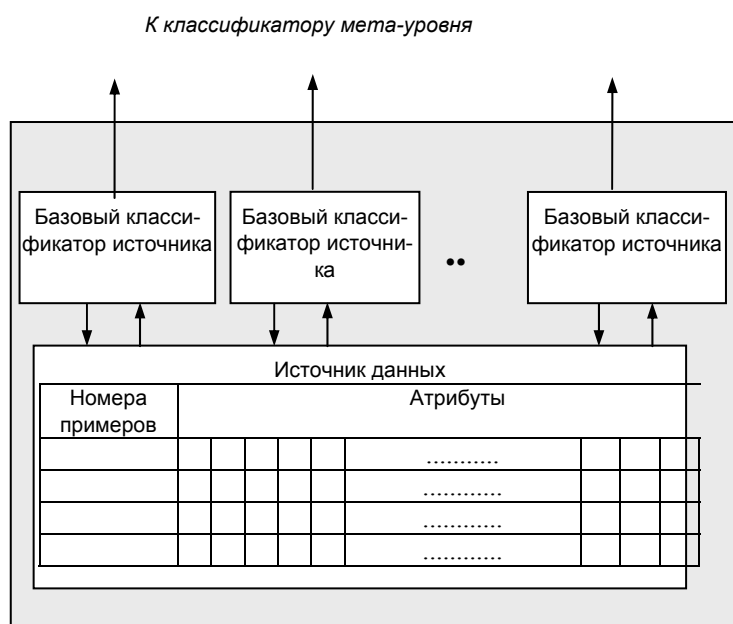 К классификатору мета-уровня
Базовый класси-
фикатор источника
Базовый класси-
фикатор источни-
ка
..
Базовый класси-
фикатор источника
Источник данных
Номера
примеров
Атрибуты
...........
............
............
............